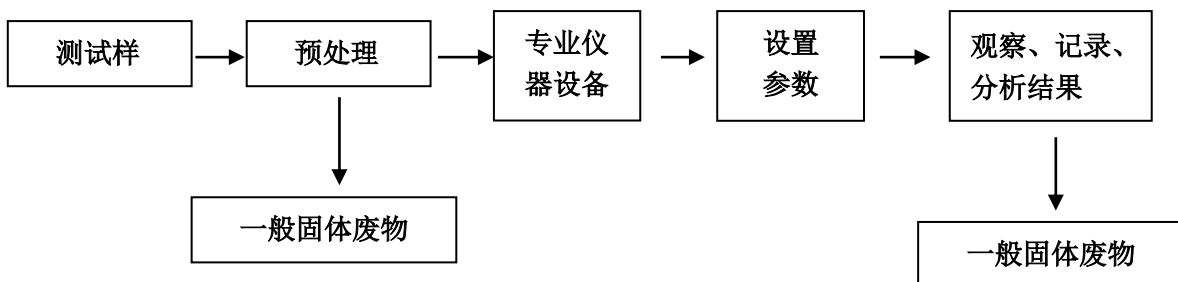 测试样
预处理
专业仪
器设备
设置
参数
观察、记录、
分析结果
一般固体废物
一般固体废物